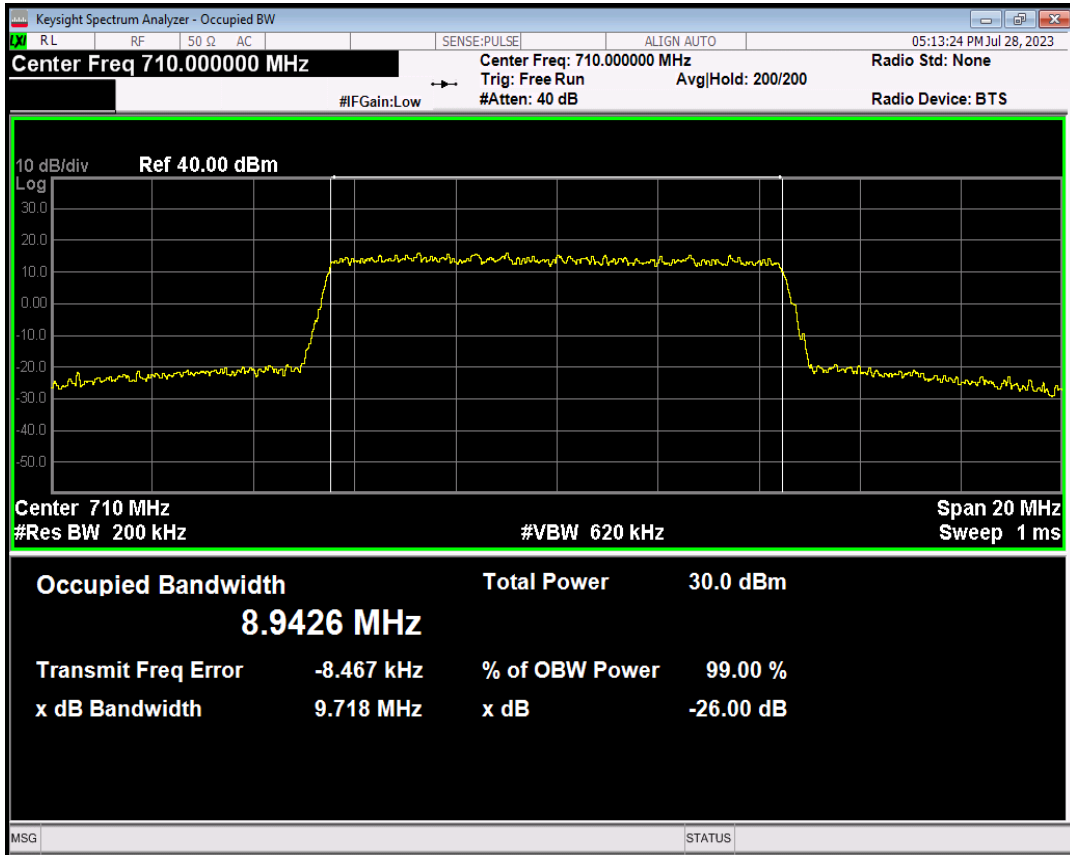 Keysight Spectrum Analyzer - Occupied BW
LXI RL RF 50 Ω AC SENSE:PULSE ALIGN AUTO 05:13:24 PM Jul 28, 2023
Center Freq 710.000000 MHz
Center Freq: 710.000000 MHz
Radio Std: None
Trig: Free Run Avg|Hold: 200/200
#IFGain:Low #Atten: 40 dB Radio Device: BTS
10 dB/div Ref 40.00 dBm
Log
30.0
20.0
10.0
0.00
-10.0
-20.0
-30.0
-40.0
-50.0
Center 710 MHz Span 20 MHz
#Res BW 200 kHz #VBW 620 kHz Sweep 1 ms
Occupied Bandwidth Total Power 30.0 dBm
8.9426 MHz
Transmit Freq Error -8.467 kHz % of OBW Power 99.00 %
x dB Bandwidth 9.718 MHz x dB -26.00 dB
MSG STATUS